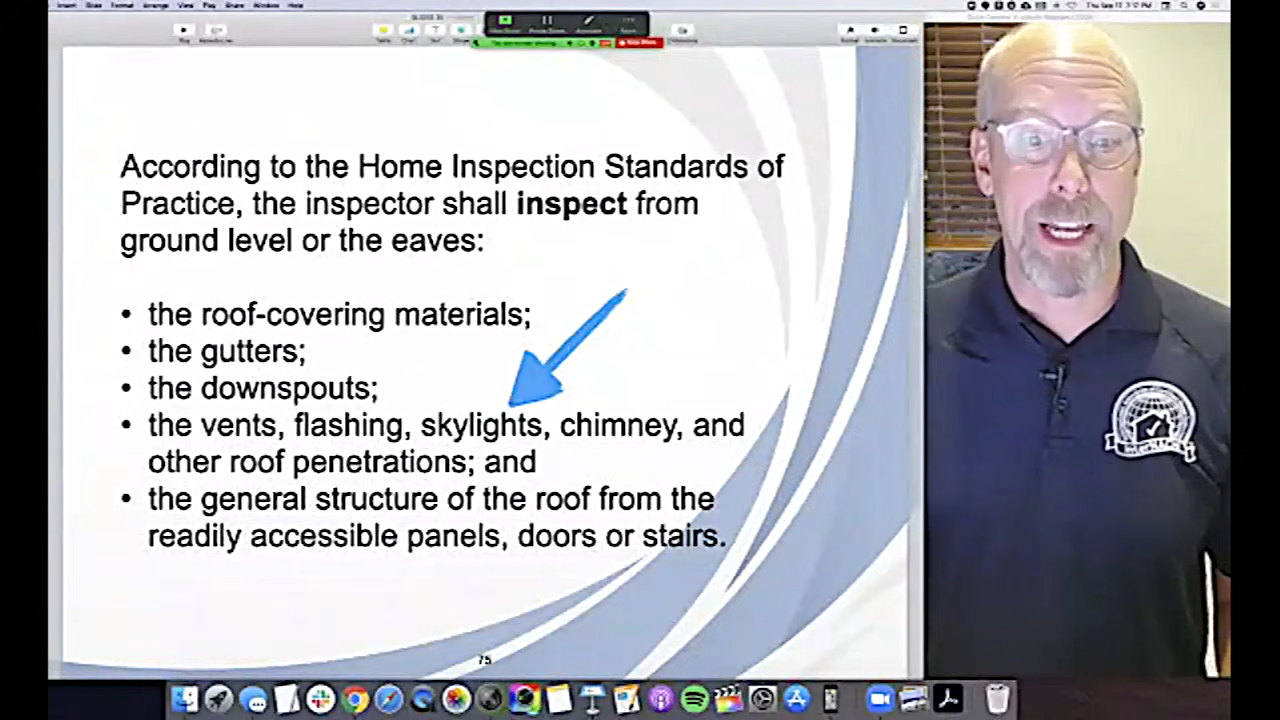 According to the Home Inspection Standards of
Practice, the inspector shall inspect from
ground level or the eaves:
• the roof-covering materials;
• the gutters;
• the downspouts;
• the vents, flashing, skylights, chimney, and
other roof penetrations; and
• the general structure of the roof from the
readily accessible panels, doors or stairs.
75